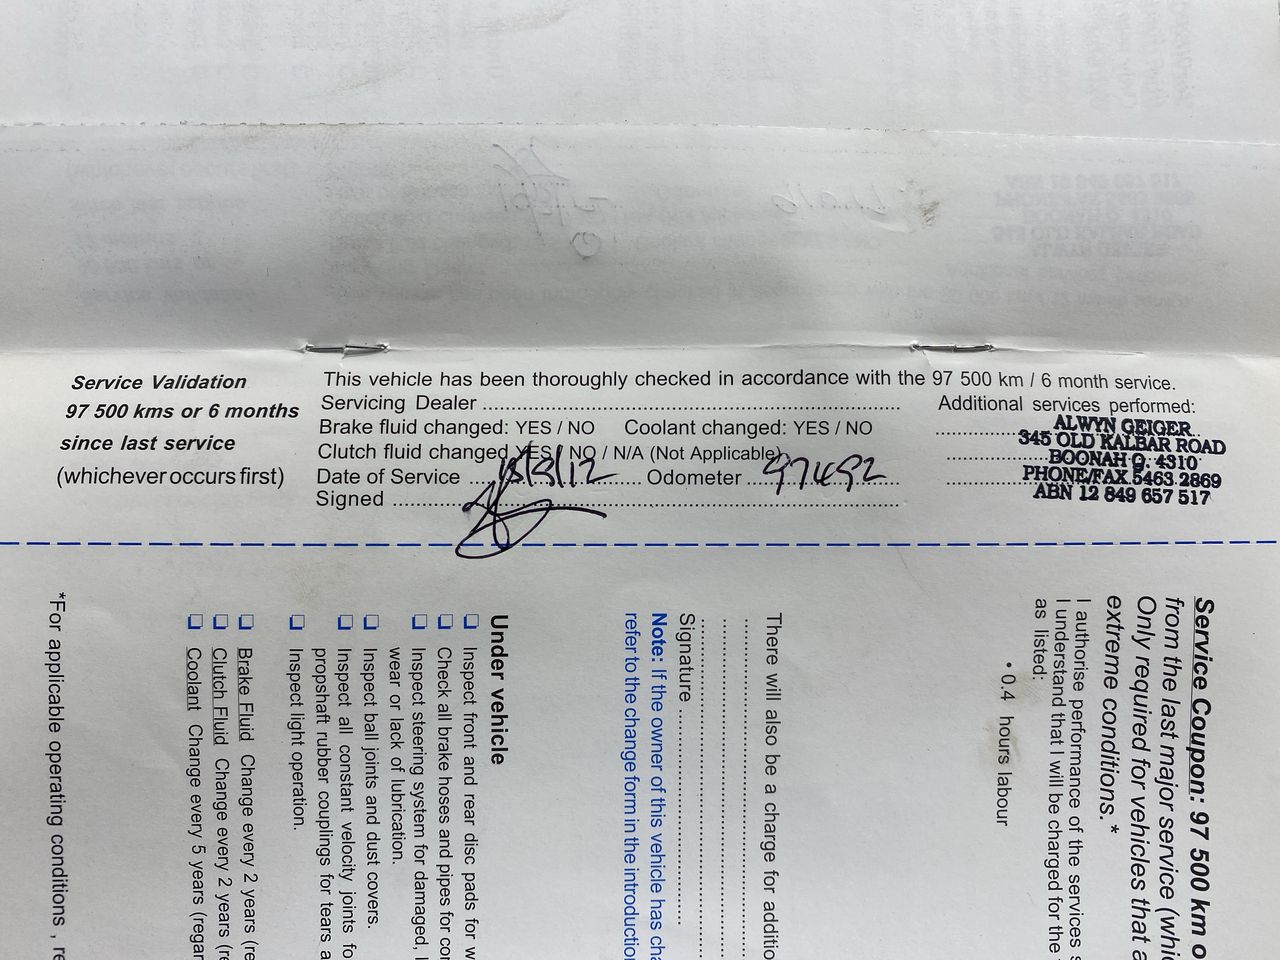 Service Validation
97 500 kms or 6 months
since last service
(whichever occurs first)
This vehicle has been thoroughly checked in accordance with the 97 500 km / 6 month service.
Servicing Dealer
Additional services performed:
Brake fluid changed: YES / NO Coolant changed: YES / NO
Clutch fluid changed YES / NO / N/A (Not Applicable)
Date of Service /8/12 Odometer 97492
Signed
ALWYN GEIGER
345 OLD KALBAR ROAD
BOONAH Q. 4310
PHONE/FAX 5463 2869
ABN 12 849 657 517
Service Coupon: 97 500 km o
from the last major service (whic
Only required for vehicles that a
extreme conditions. *
I authorise performance of the services s
I understand that I will be charged for the
as listed:
• 0.4 hours labour
There will also be a charge for additio
Signature
Note: If the owner of this vehicle has cha
refer to the change form in the introduction
Under vehicle
❑ Inspect front and rear disc pads for w
❑ Check all brake hoses and pipes for cor
❑ Inspect steering system for damaged, l
wear or lack of lubrication.
❑ Inspect ball joints and dust covers.
❑ Inspect all constant velocity joints fo
propshaft rubber couplings for tears a
❑ Inspect light operation.
❑ Brake Fluid Change every 2 years (re
❑ Clutch Fluid Change every 2 years (re
❑ Coolant Change every 5 years (regar
*For applicable operating conditions , re